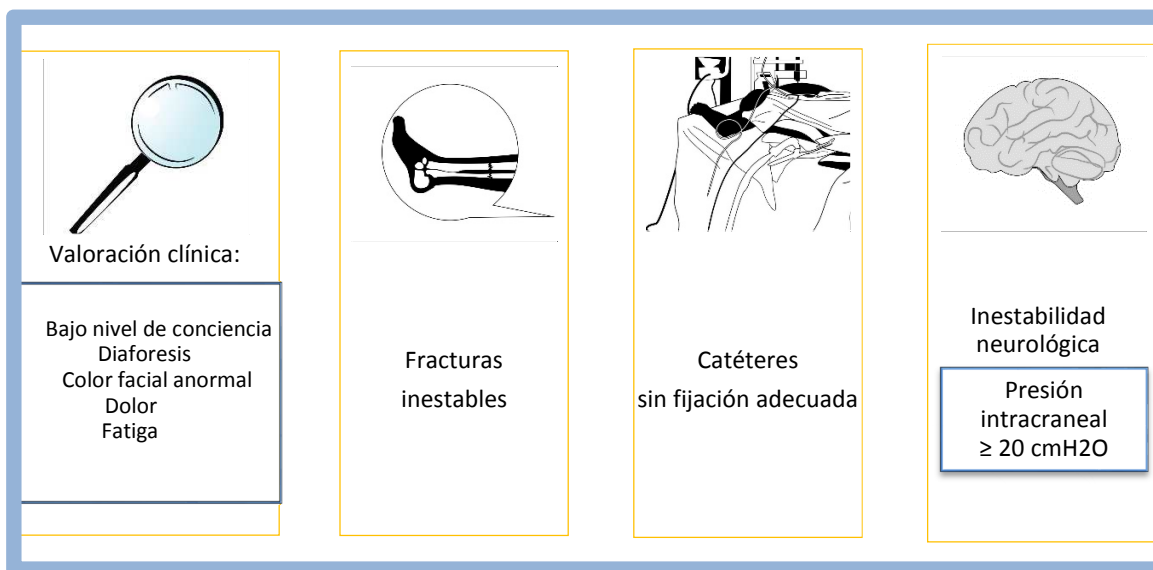 Valoración clínica:
Bajo nivel de conciencia
Diaforesis
Color facial anormal
Dolor
Fatiga
Fracturas
inestables
Catéteres
sin fijación adecuada
Inestabilidad
neurológica
Presión
intracraneal
≥ 20 cmH2O